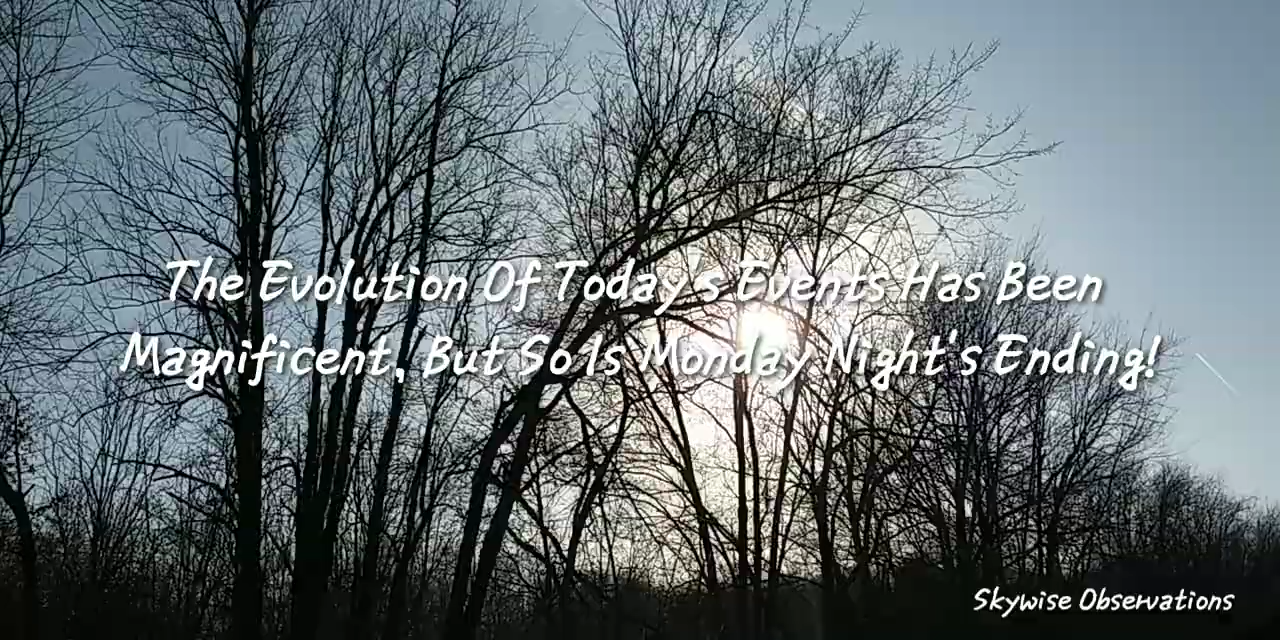 The Evolution Of Today's Events Has Been
Magnificent, But So Is Monday Night's Ending!
Skywise Observations